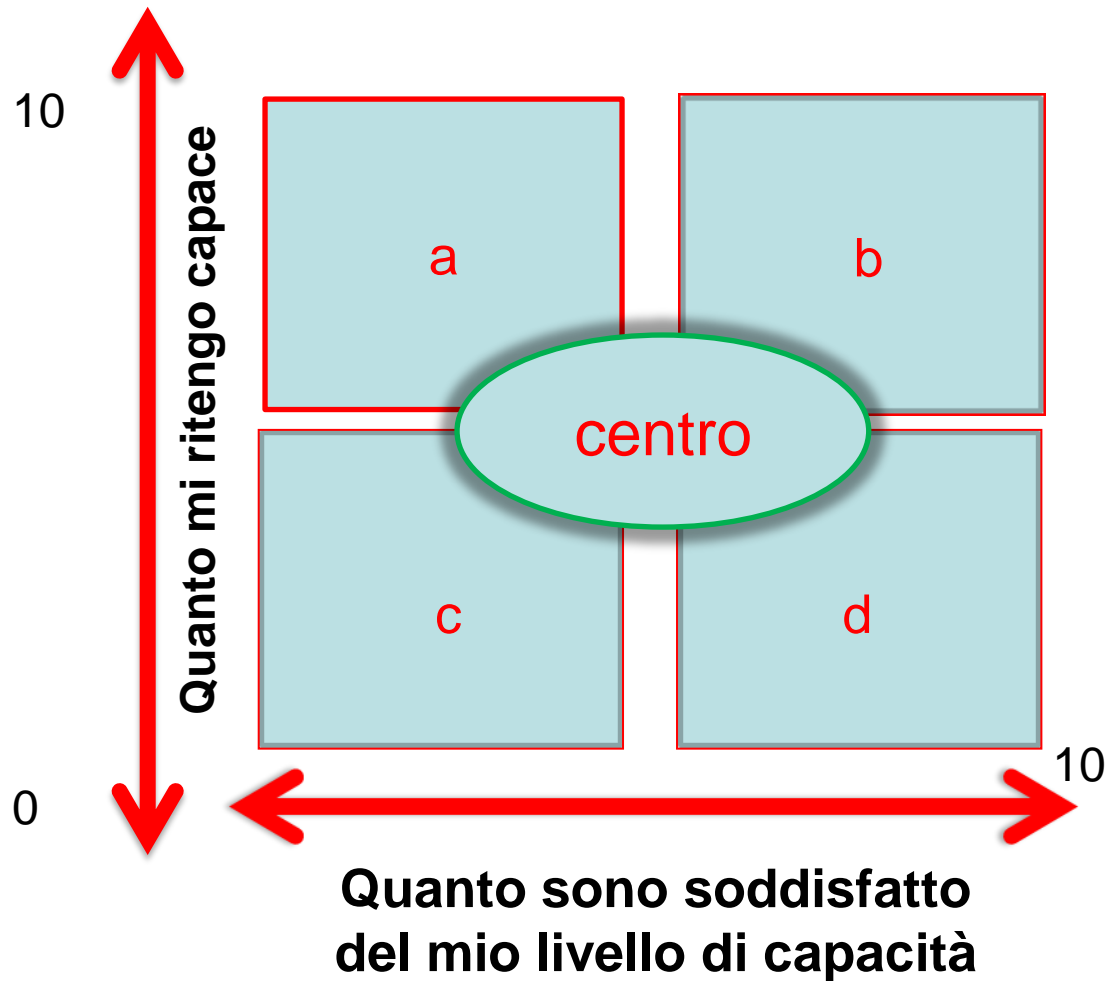 10
Quanto mi ritengo capace
a
b
centro
c
d
10
0
Quanto sono soddisfatto
del mio livello di capacità